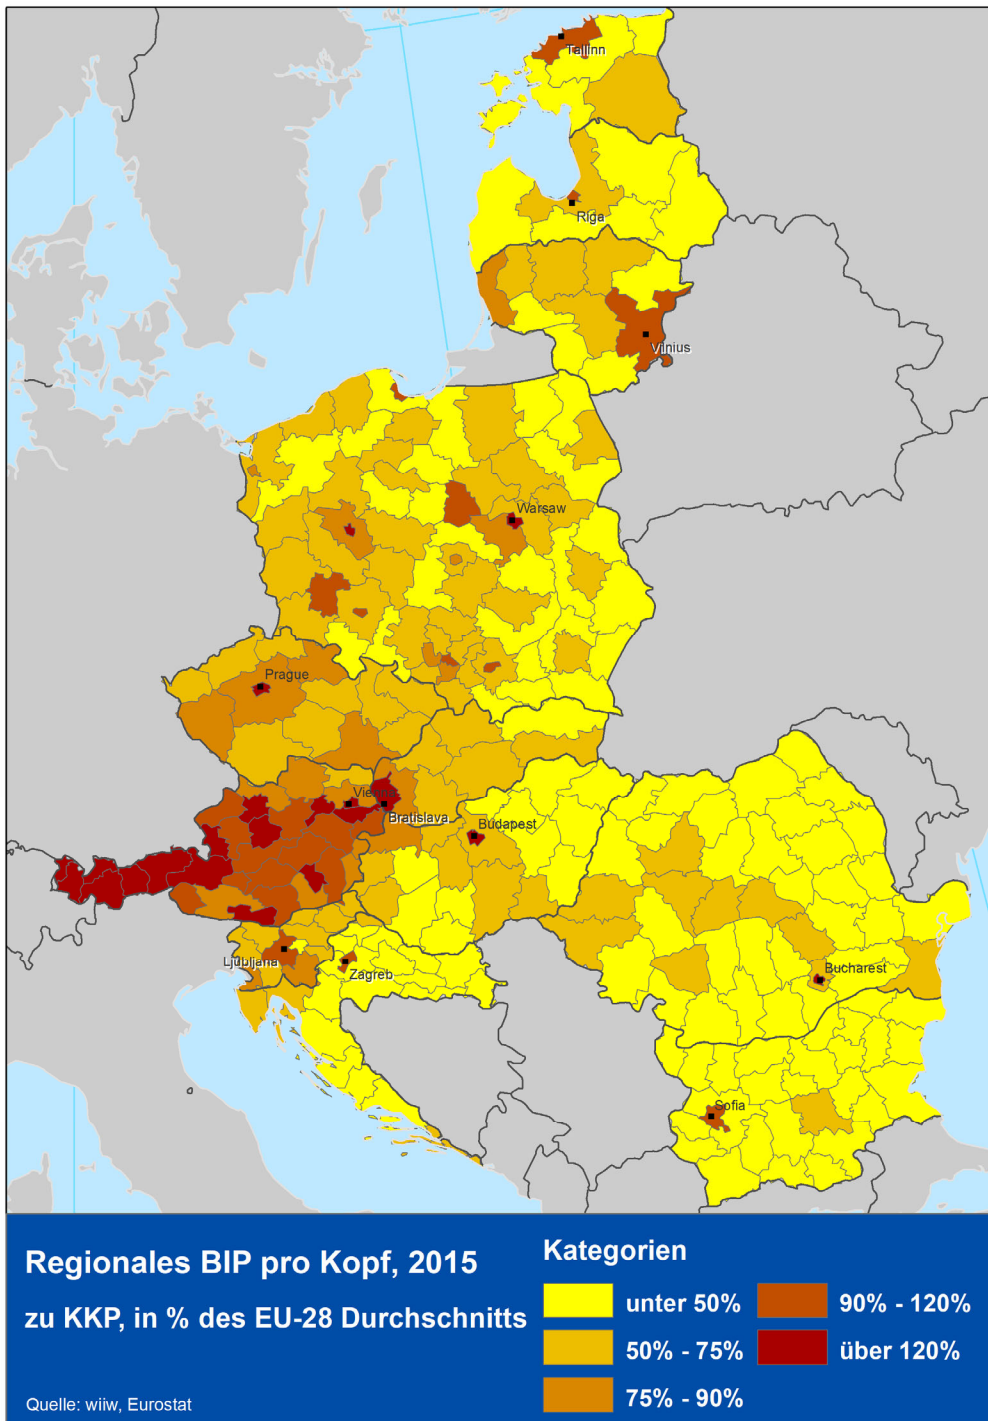 Tallinn
Riga
Vilnius
Warsaw
Prague
Vienna
Bratislava
Budapest
Ljubljana
Zagreb
Bucharest
Sofia
Regionales BIP pro Kopf, 2015
zu KKP, in % des EU-28 Durchschnitts
Quelle: wiiw, Eurostat
Kategorien
unter 50%
50% - 75%
75% - 90%
90% - 120%
über 120%